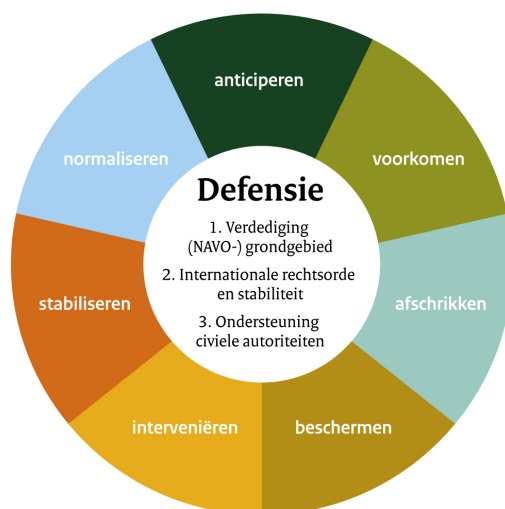 anticiperen
voorkomen
afschrikken
beschermen
interveniëren
stabiliseren
normaliseren
Defensie
1. Verdediging
(NAVO-) grondgebied
2. Internationale rechtsorde
en stabiliteit
3. Ondersteuning
civiele autoriteiten